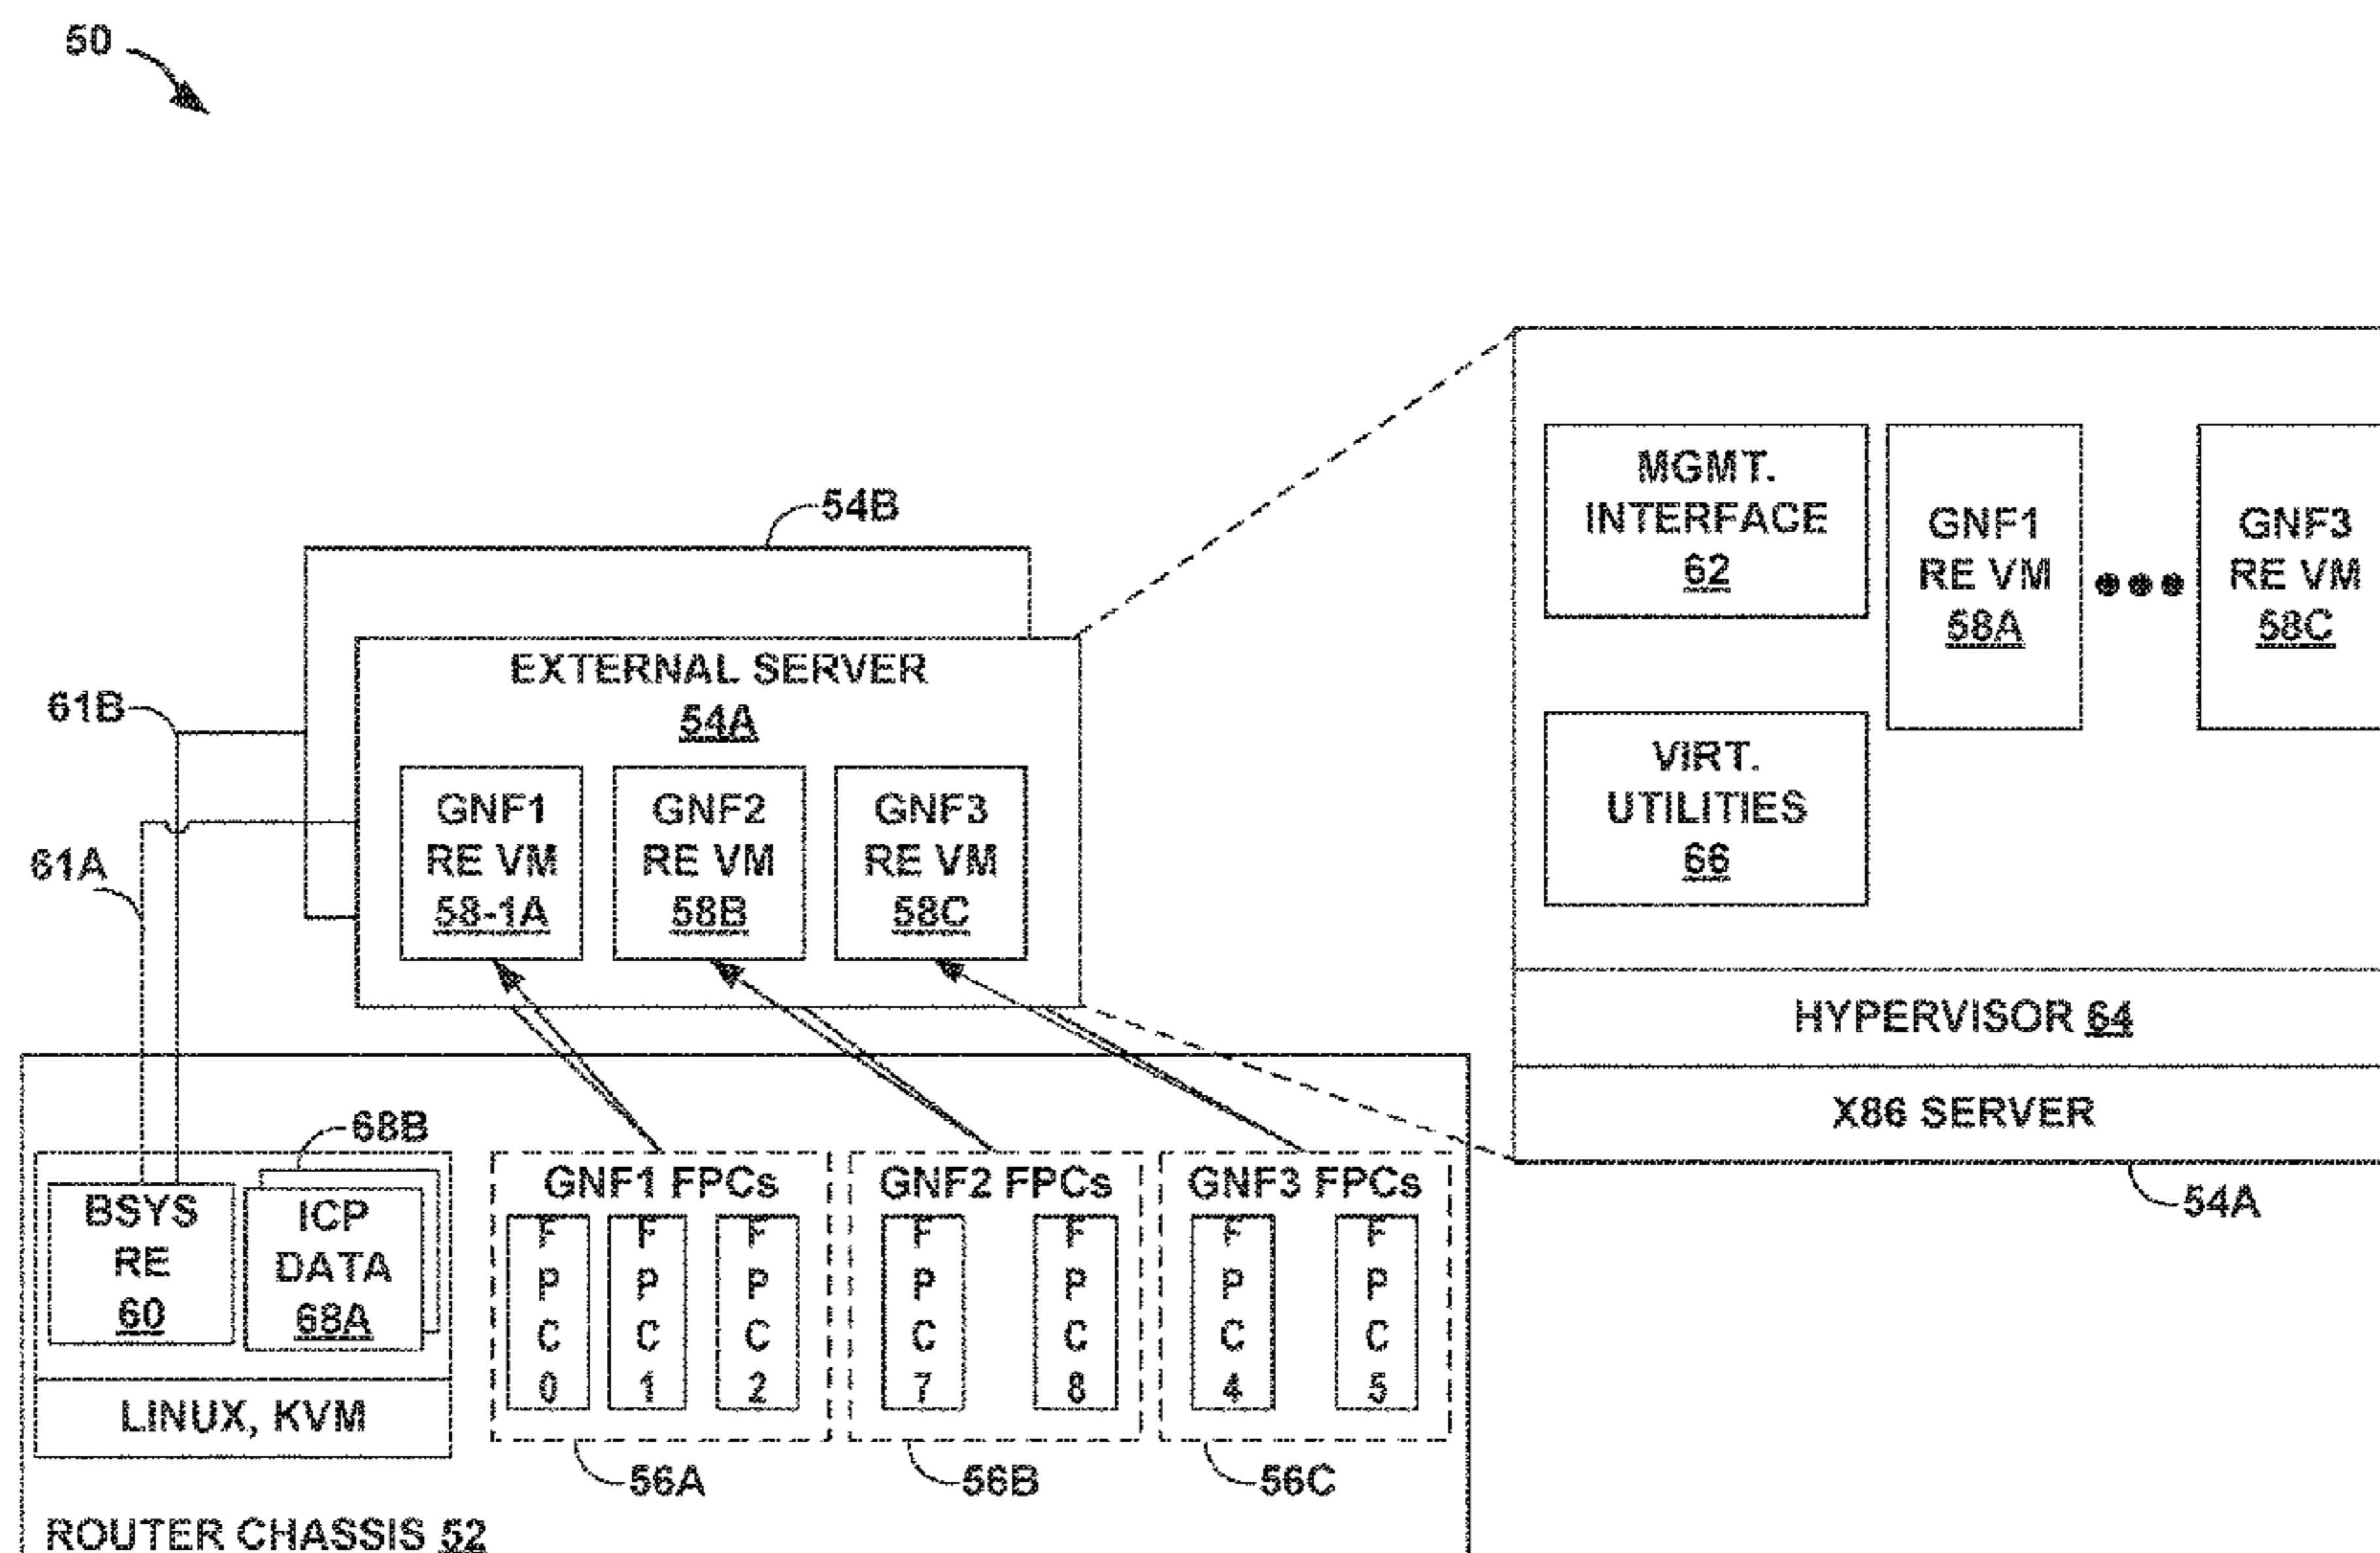 50
54B
EXTERNAL SERVER
54A
61B
61A
GNF1
RE VM
58-1A
GNF2
RE VM
58B
GNF3
RE VM
58C
MGMT.
INTERFACE
62
GNF1
RE VM
58A
GNF3
RE VM
58C
VIRT.
UTILITIES
66
HYPERVISOR 64
X86 SERVER
54A
68B
BSYS
RE
60
ICP
DATA
68A
LINUX, KVM
GNF1 FPCs
F
P
C
0
F
P
C
1
F
P
C
2
56A
GNF2 FPCs
F
P
C
7
F
P
C
8
56B
GNF3 FPCs
F
P
C
4
F
P
C
5
56C
ROUTER CHASSIS 52